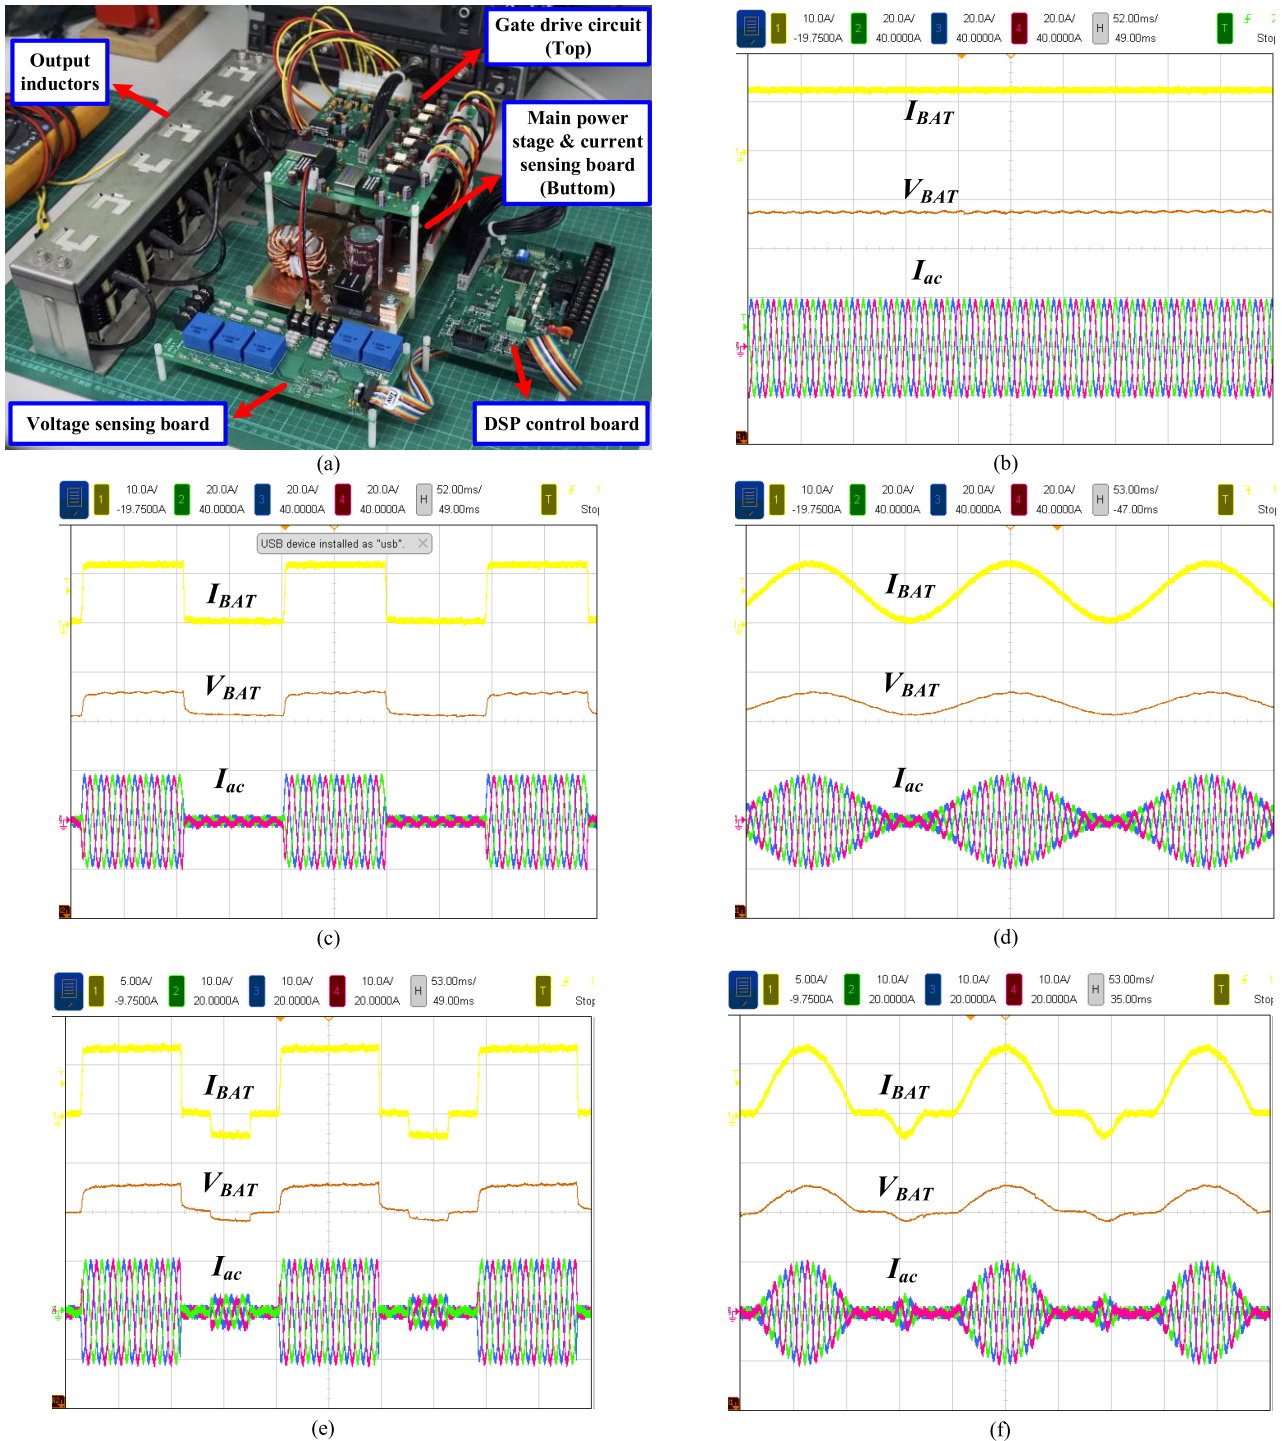 Gate drive circuit
(Top)
Output
inductors
Main power
stage & current
sensing board
(Buttom)
Voltage sensing board
DSP control board
(a)
1 10.0A/ 2 20.0A/ 3 20.0A/ 4 20.0A/ H 52.00ms/ T
-19.7500A 40.0000A 40.0000A 40.0000A 49.00ms Stop
I_BAT
V_BAT
I_ac
(b)
1 10.0A/ 2 20.0A/ 3 20.0A/ 4 20.0A/ H 52.00ms/ T
-19.7500A 40.0000A 40.0000A 40.0000A 49.00ms Stop
USB device installed as "usb".
I_BAT
V_BAT
I_ac
(c)
1 10.0A/ 2 20.0A/ 3 20.0A/ 4 20.0A/ H 53.00ms/ T
-19.7500A 40.0000A 40.0000A 40.0000A -47.00ms Stop
I_BAT
V_BAT
I_ac
(d)
1 5.00A/ 2 10.0A/ 3 10.0A/ 4 10.0A/ H 53.00ms/ T
-9.7500A 20.0000A 20.0000A 20.0000A 49.00ms Stop
I_BAT
V_BAT
I_ac
(e)
1 5.00A/ 2 10.0A/ 3 10.0A/ 4 10.0A/ H 53.00ms/ T
-9.7500A 20.0000A 20.0000A 20.0000A 35.00ms Stop
I_BAT
V_BAT
I_ac
(f)